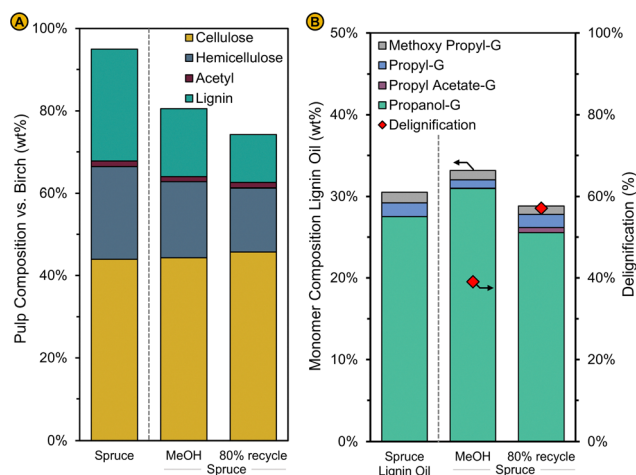 A
Pulp Composition vs. Birch (wt%)
100%
80%
60%
40%
20%
0%
Cellulose
Hemicellulose
Acetyl
Lignin
Spruce
MeOH
80% recycle
Spruce
B
Monomer Composition Lignin Oil (wt%)
50%
40%
30%
20%
10%
0%
Methoxy Propyl-G
Propyl-G
Propyl Acetate-G
Propanol-G
Delignification
100%
80%
60%
40%
20%
0%
Delignification (%)
Spruce
Lignin Oil
MeOH
80% recycle
Spruce